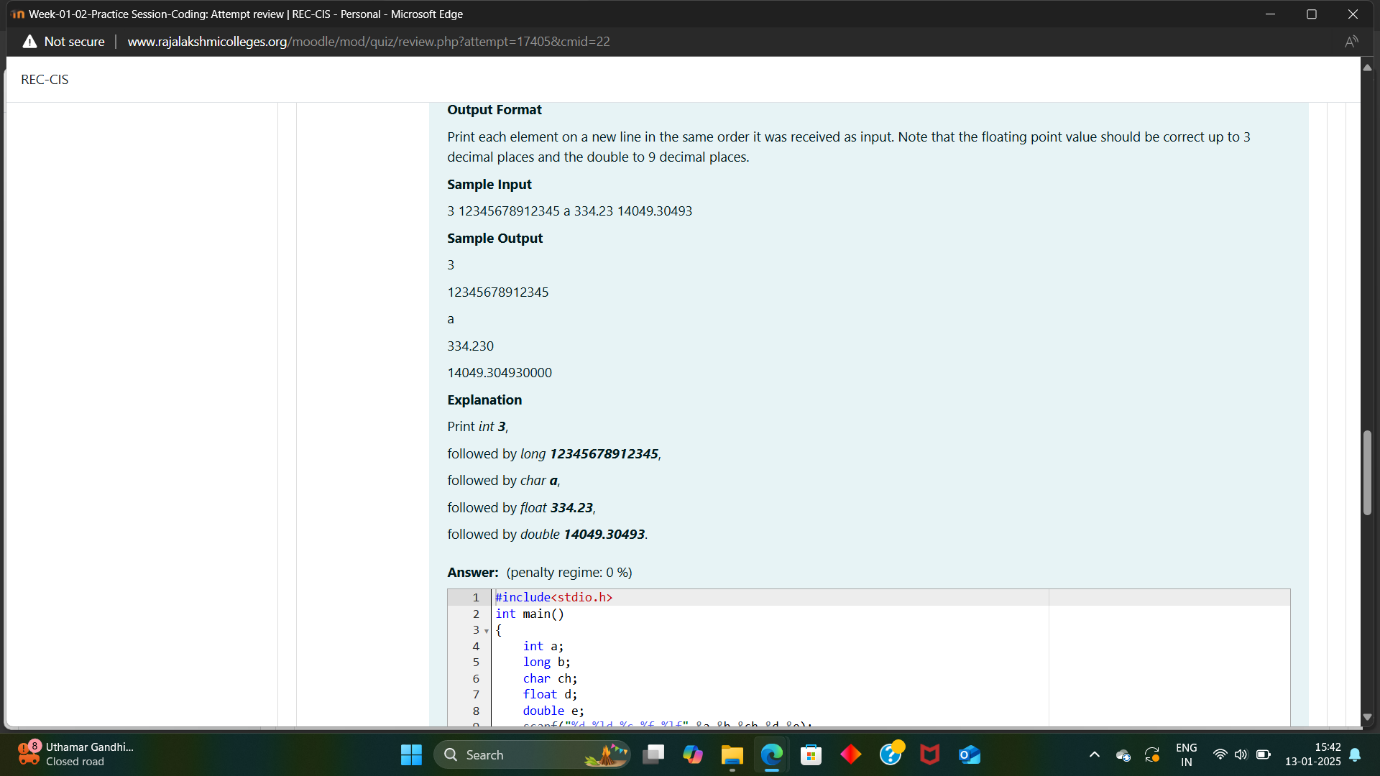 Week-01-02-Practice Session-Coding: Attempt review | REC-CIS - Personal - Microsoft Edge
Not secure | www.rajalakshmicolleges.org/moodle/mod/quiz/review.php?attempt=17405&cmid=22
REC-CIS
Output Format
Print each element on a new line in the same order it was received as input. Note that the floating point value should be correct up to 3
decimal places and the double to 9 decimal places.
Sample Input
3 12345678912345 a 334.23 14049.30493
Sample Output
3
12345678912345
a
334.230
14049.304930000
Explanation
Print int 3,
followed by long 12345678912345,
followed by char a,
followed by float 334.23,
followed by double 14049.30493.
Answer: (penalty regime: 0 %)
1 #include<stdio.h>
2 int main()
3 {
4 int a;
5 long b;
6 char ch;
7 float d;
8 double e;
9 scanf("%d %ld %c %f %lf",&a,&b,&ch,&d,&e);
8
Uthamar Gandhi...
Closed road
Search
ENG
IN
15:42
13-01-2025